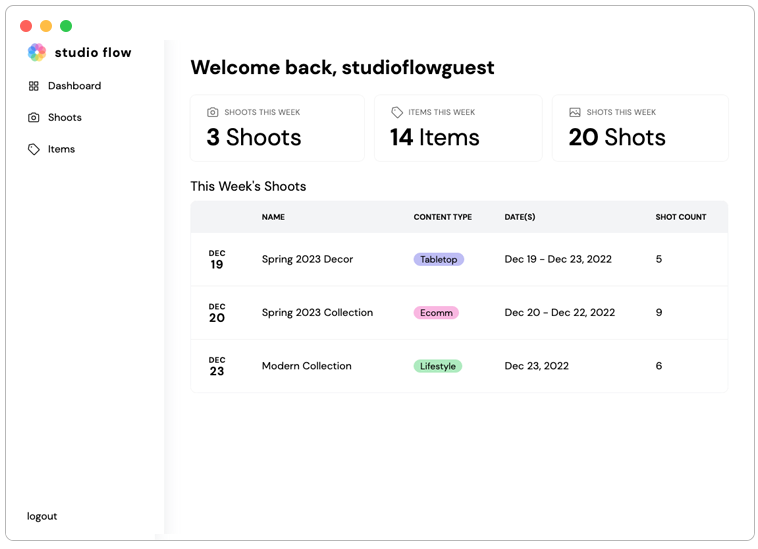 studio flow
Dashboard
Shoots
Items
logout
Welcome back, studioflowguest
SHOOTS THIS WEEK
3 Shoots
ITEMS THIS WEEK
14 Items
SHOTS THIS WEEK
20 Shots
This Week's Shoots
NAME CONTENT TYPE DATE(S) SHOT COUNT
DEC 19 Spring 2023 Decor Tabletop Dec 19 - Dec 23, 2022 5
DEC 20 Spring 2023 Collection Ecomm Dec 20 - Dec 22, 2022 9
DEC 23 Modern Collection Lifestyle Dec 23, 2022 6